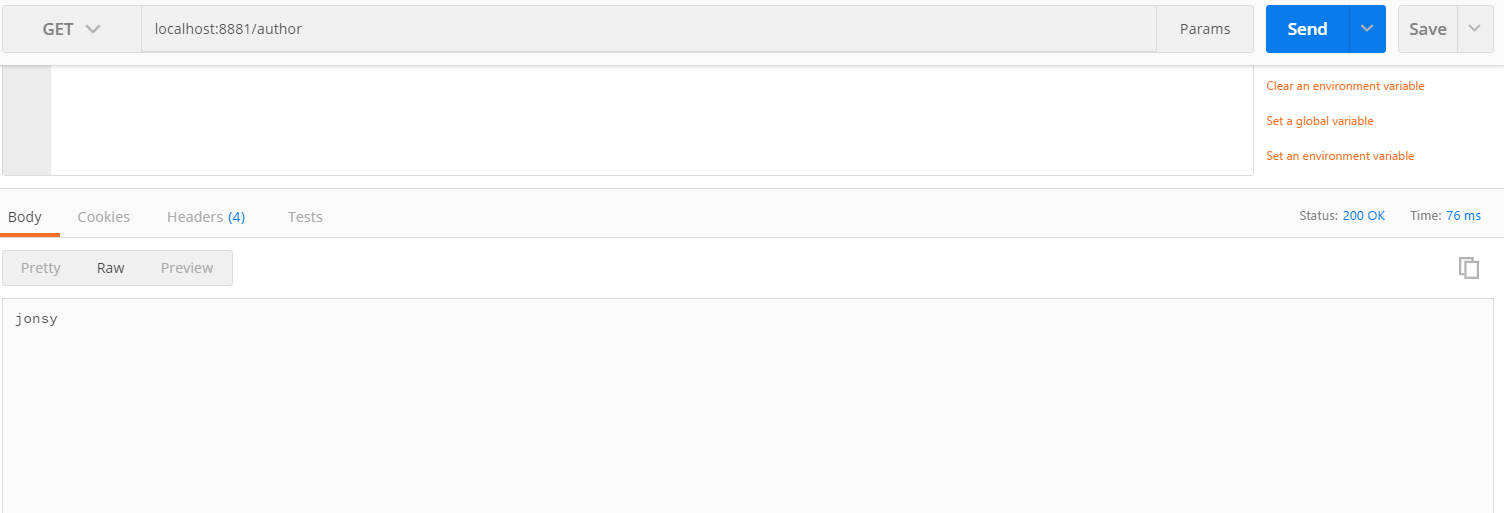 GET localhost:8881/author Params Send Save
Clear an environment variable
Set a global variable
Set an environment variable
Body Cookies Headers (4) Tests Status: 200 OK Time: 76 ms
Pretty Raw Preview
jonsy